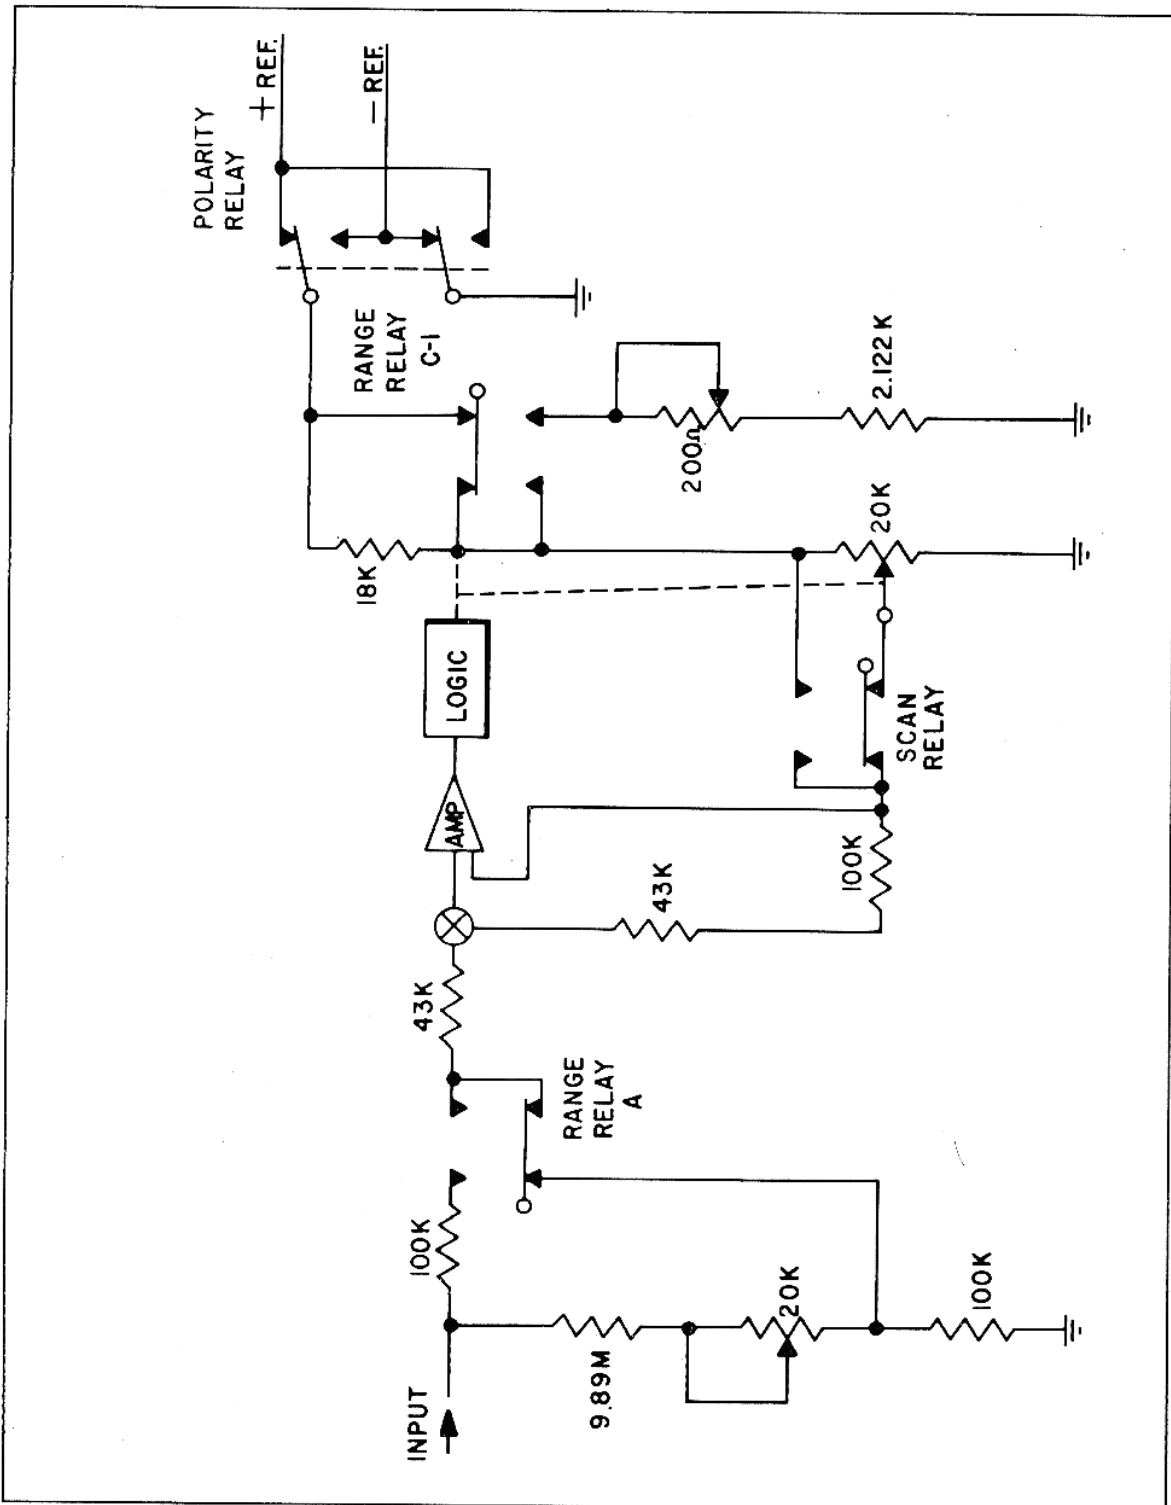 POLARITY
RELAY
+ REF.
− REF.
RANGE
RELAY
C-1
18K
200Ω
2.122K
20K
LOGIC
AMP
SCAN
RELAY
43K
100K
43K
RANGE
RELAY
A
100K
INPUT
9.89M
20K
100K